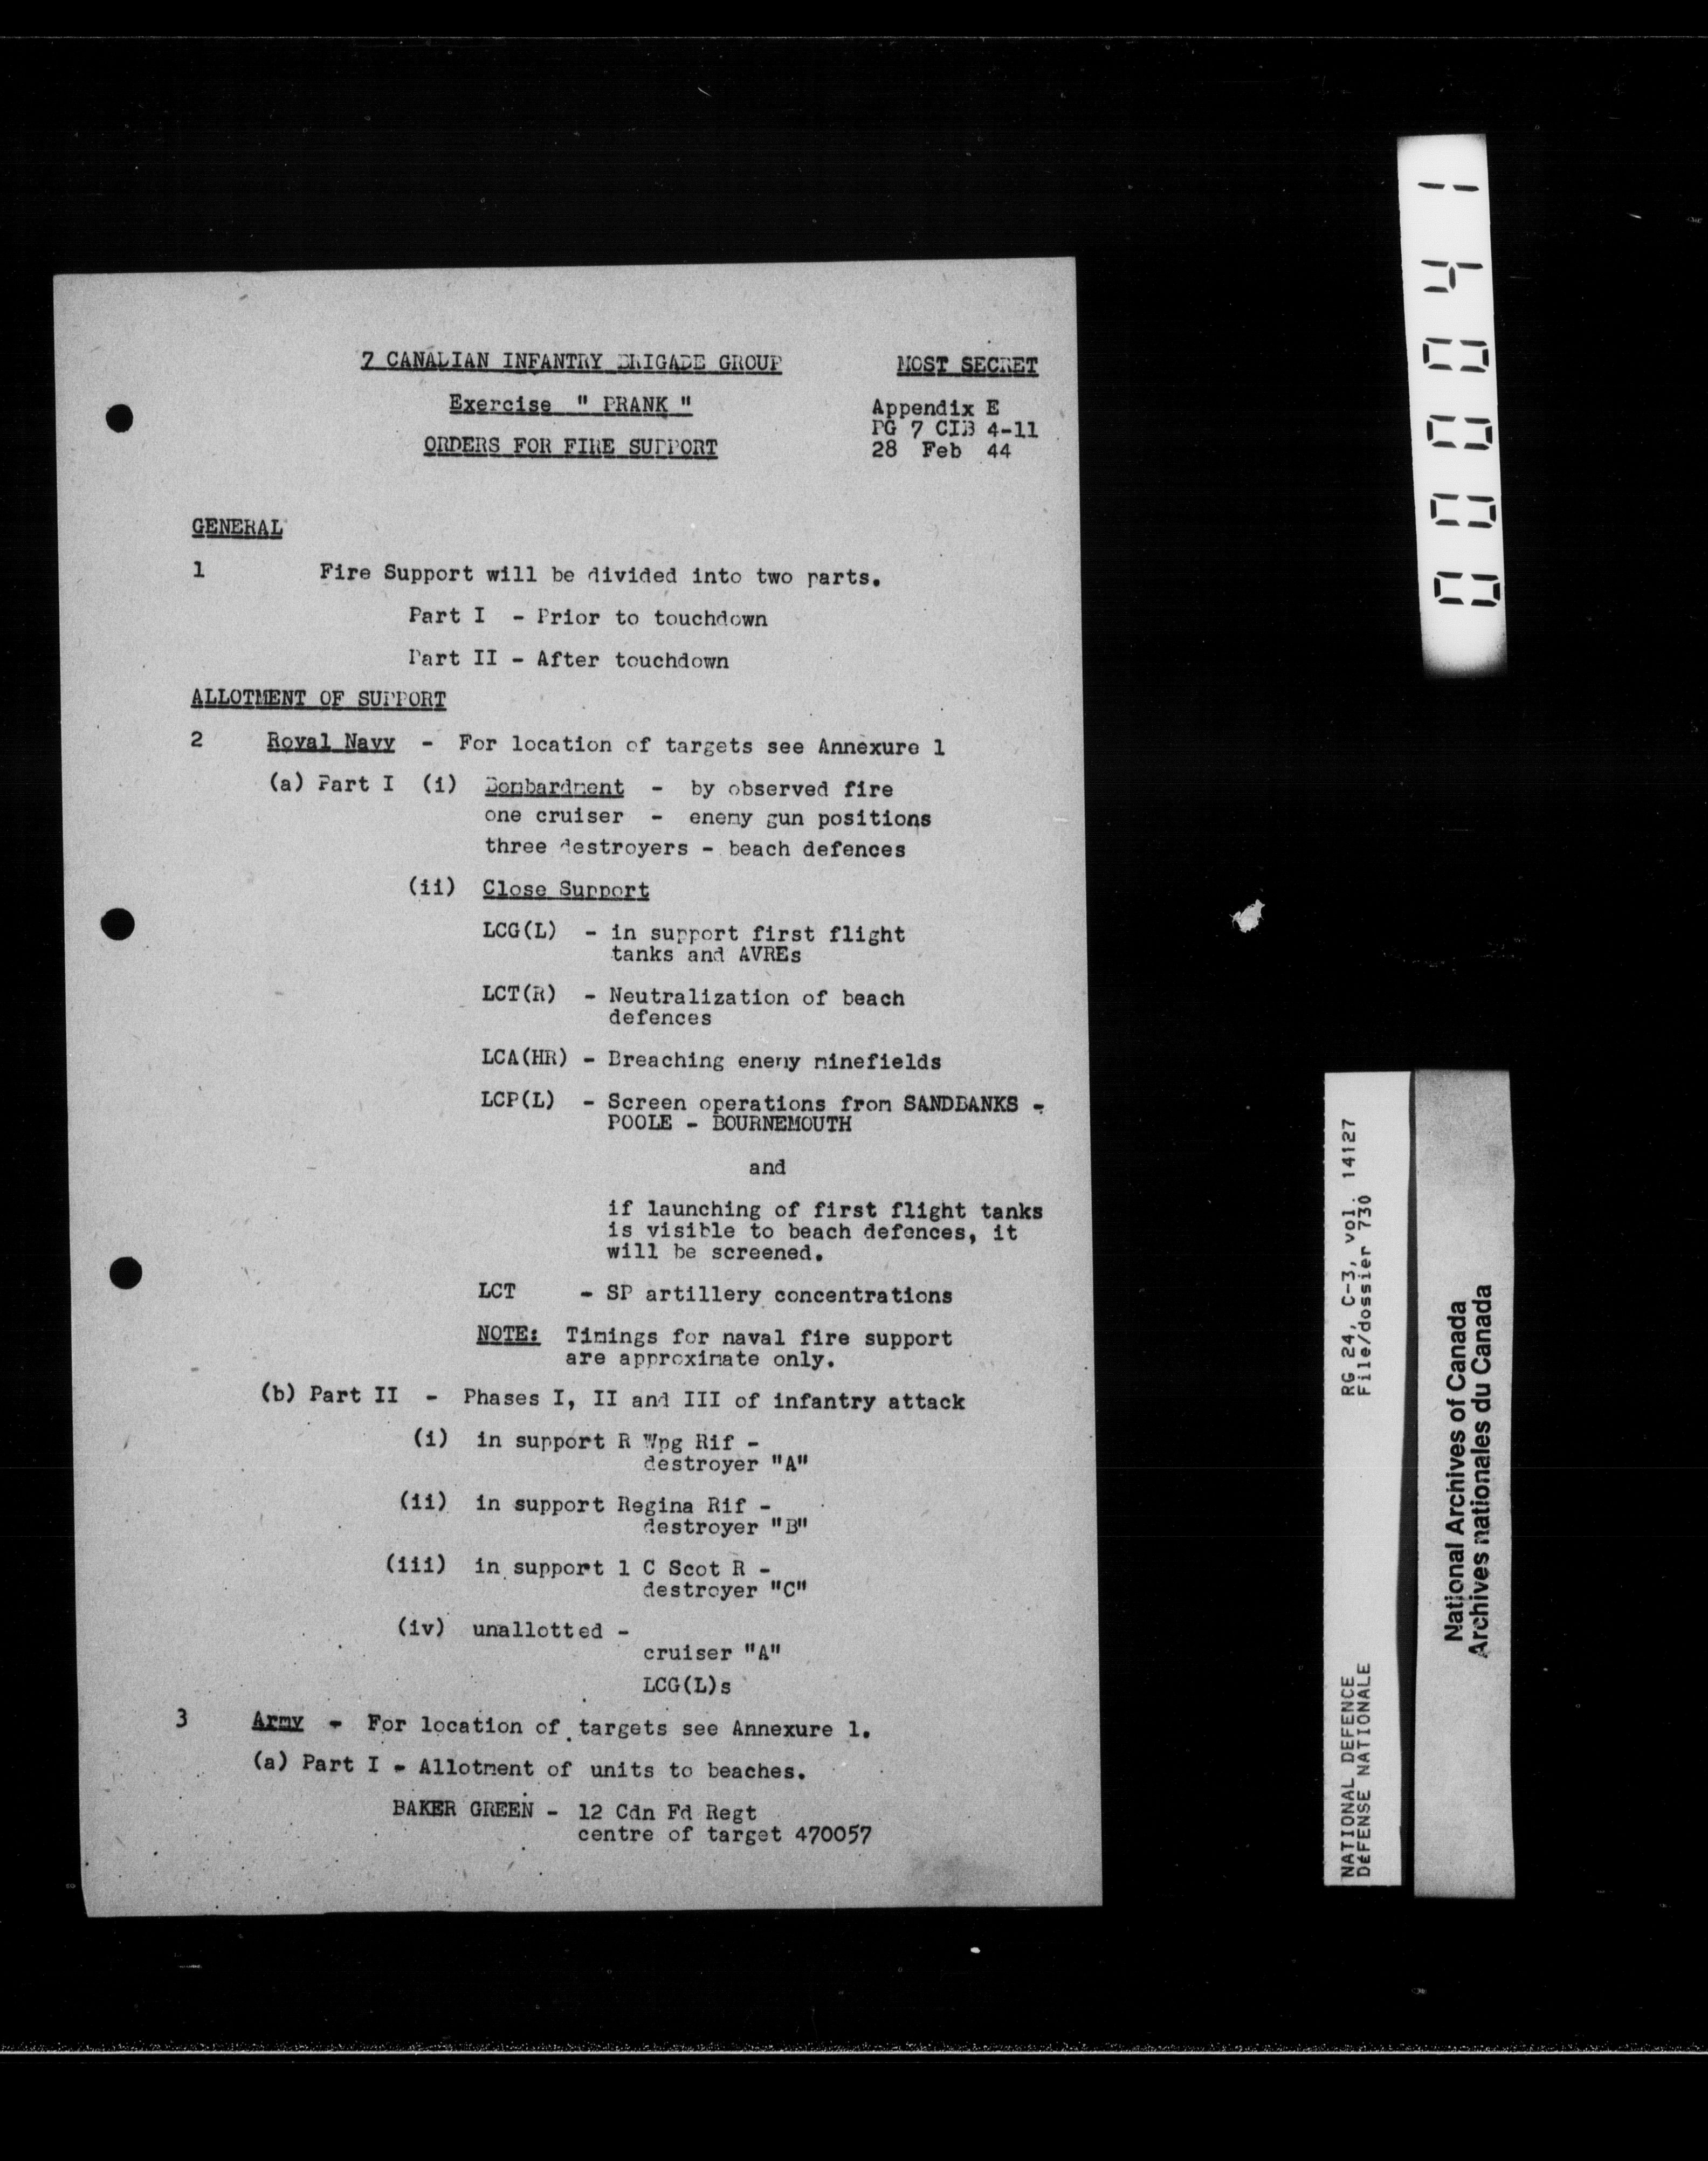 7 CANADIAN INFANTRY BRIGADE GROUP
MOST SECRET
Exercise " PRANK "
Appendix E
PG 7 CIB 4-11
28 Feb 44
ORDERS FOR FIRE SUPPORT
GENERAL
1 Fire Support will be divided into two parts.
Part I - Prior to touchdown
Part II - After touchdown
ALLOTMENT OF SUPPORT
2 Royal Navy - For location of targets see Annexure 1
(a) Part I (i) Bombardment - by observed fire
one cruiser - enemy gun positions
three destroyers - beach defences
(ii) Close Support
LCG(L) - in support first flight
tanks and AVREs
LCT(R) - Neutralization of beach
defences
LCA(HR) - Breaching enemy minefields
LCP(L) - Screen operations from SANDBANKS -
POOLE - BOURNEMOUTH
and
if launching of first flight tanks
is visible to beach defences, it
will be screened.
LCT - SP artillery concentrations
NOTE: Timings for naval fire support
are approximate only.
(b) Part II - Phases I, II and III of infantry attack
(i) in support R Wpg Rif -
destroyer "A"
(ii) in support Regina Rif -
destroyer "B"
(iii) in support 1 C Scot R -
destroyer "C"
(iv) unallotted -
cruiser "A"
LCG(L)s
3 Army - For location of targets see Annexure 1.
(a) Part I - Allotment of units to beaches.
BAKER GREEN - 12 Cdn Fd Regt
centre of target 470057
000041
NATIONAL DEFENCE RG 24, C-3, vol. 14127
DÉFENSE NATIONALE File/dossier 730
National Archives of Canada
Archives nationales du Canada